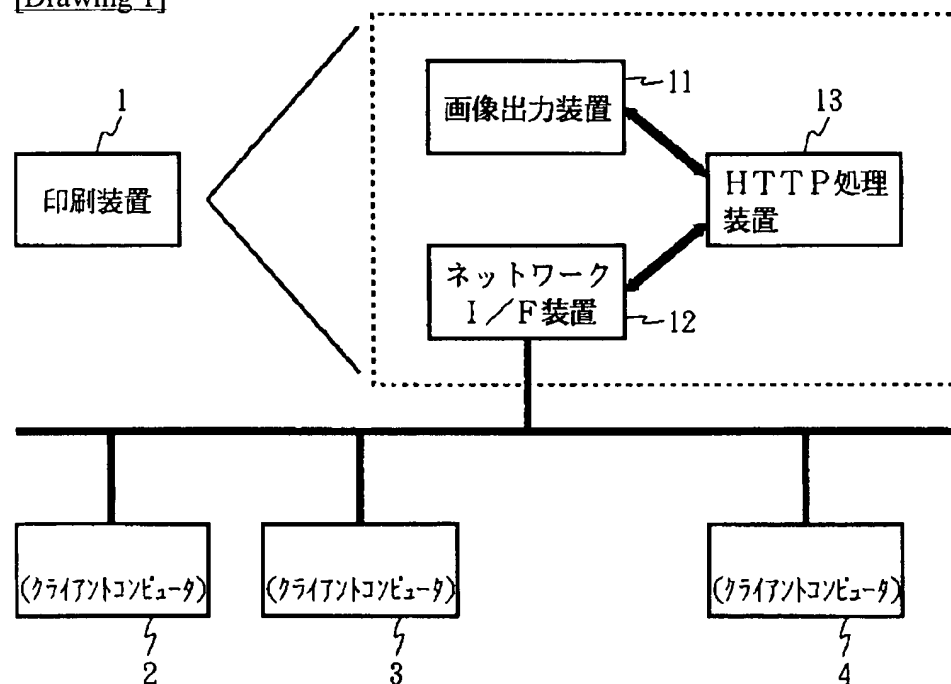 [Drawing 1]
1
印刷装置
画像出力装置
11
13
HTTP処理
装置
ネットワーク
I/F装置
12
(クライアントコンピュータ)
(クライアントコンピュータ)
(クライアントコンピュータ)
2
3
4